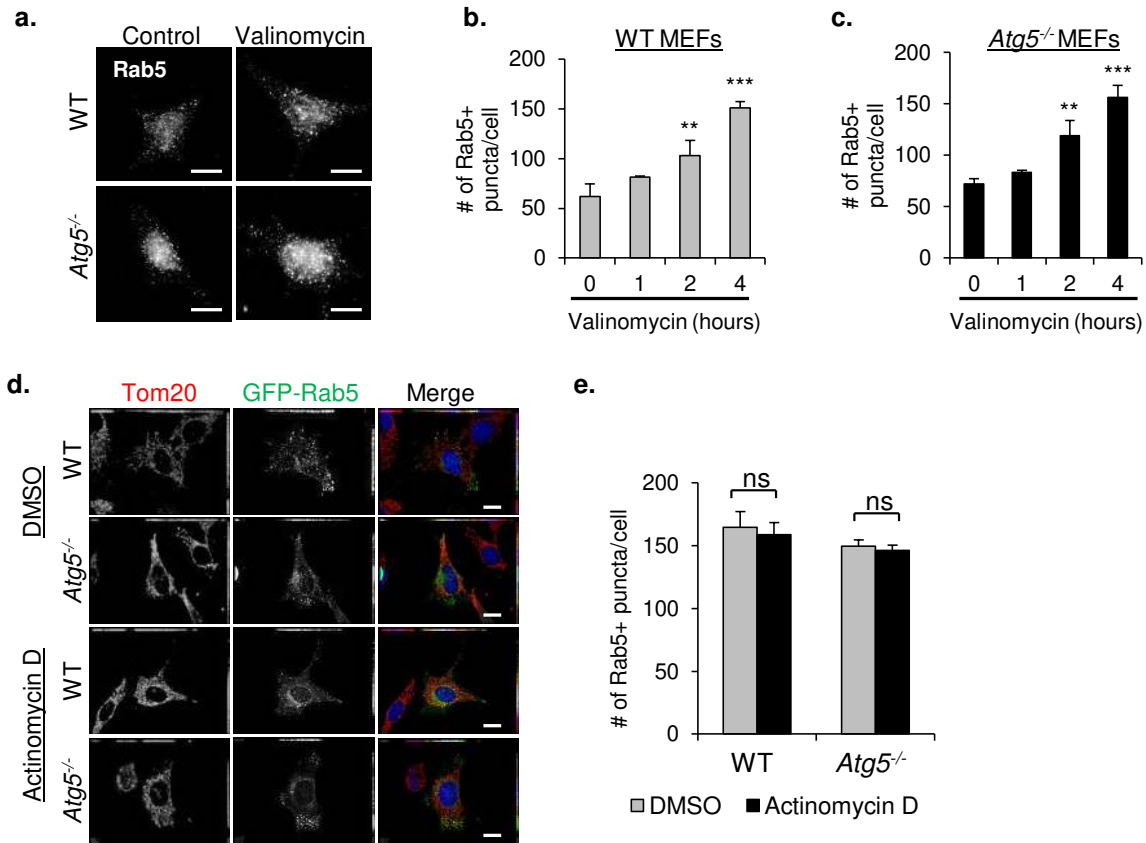 a.
Control Valinomycin
Rab5
WT
Atg5-/-
b.
WT MEFs
# of Rab5+
puncta/cell
200
150
100
50
0
** ***
0 1 2 4
Valinomycin (hours)
c.
Atg5-/- MEFs
# of Rab5+
puncta/cell
200
150
100
50
0
** ***
0 1 2 4
Valinomycin (hours)
d.
Tom20 GFP-Rab5 Merge
DMSO
WT
Atg5-/-
Actinomycin D
WT
Atg5-/-
e.
# of Rab5+ puncta/cell
200
150
100
50
0
ns ns
WT Atg5-/-
DMSO Actinomycin D